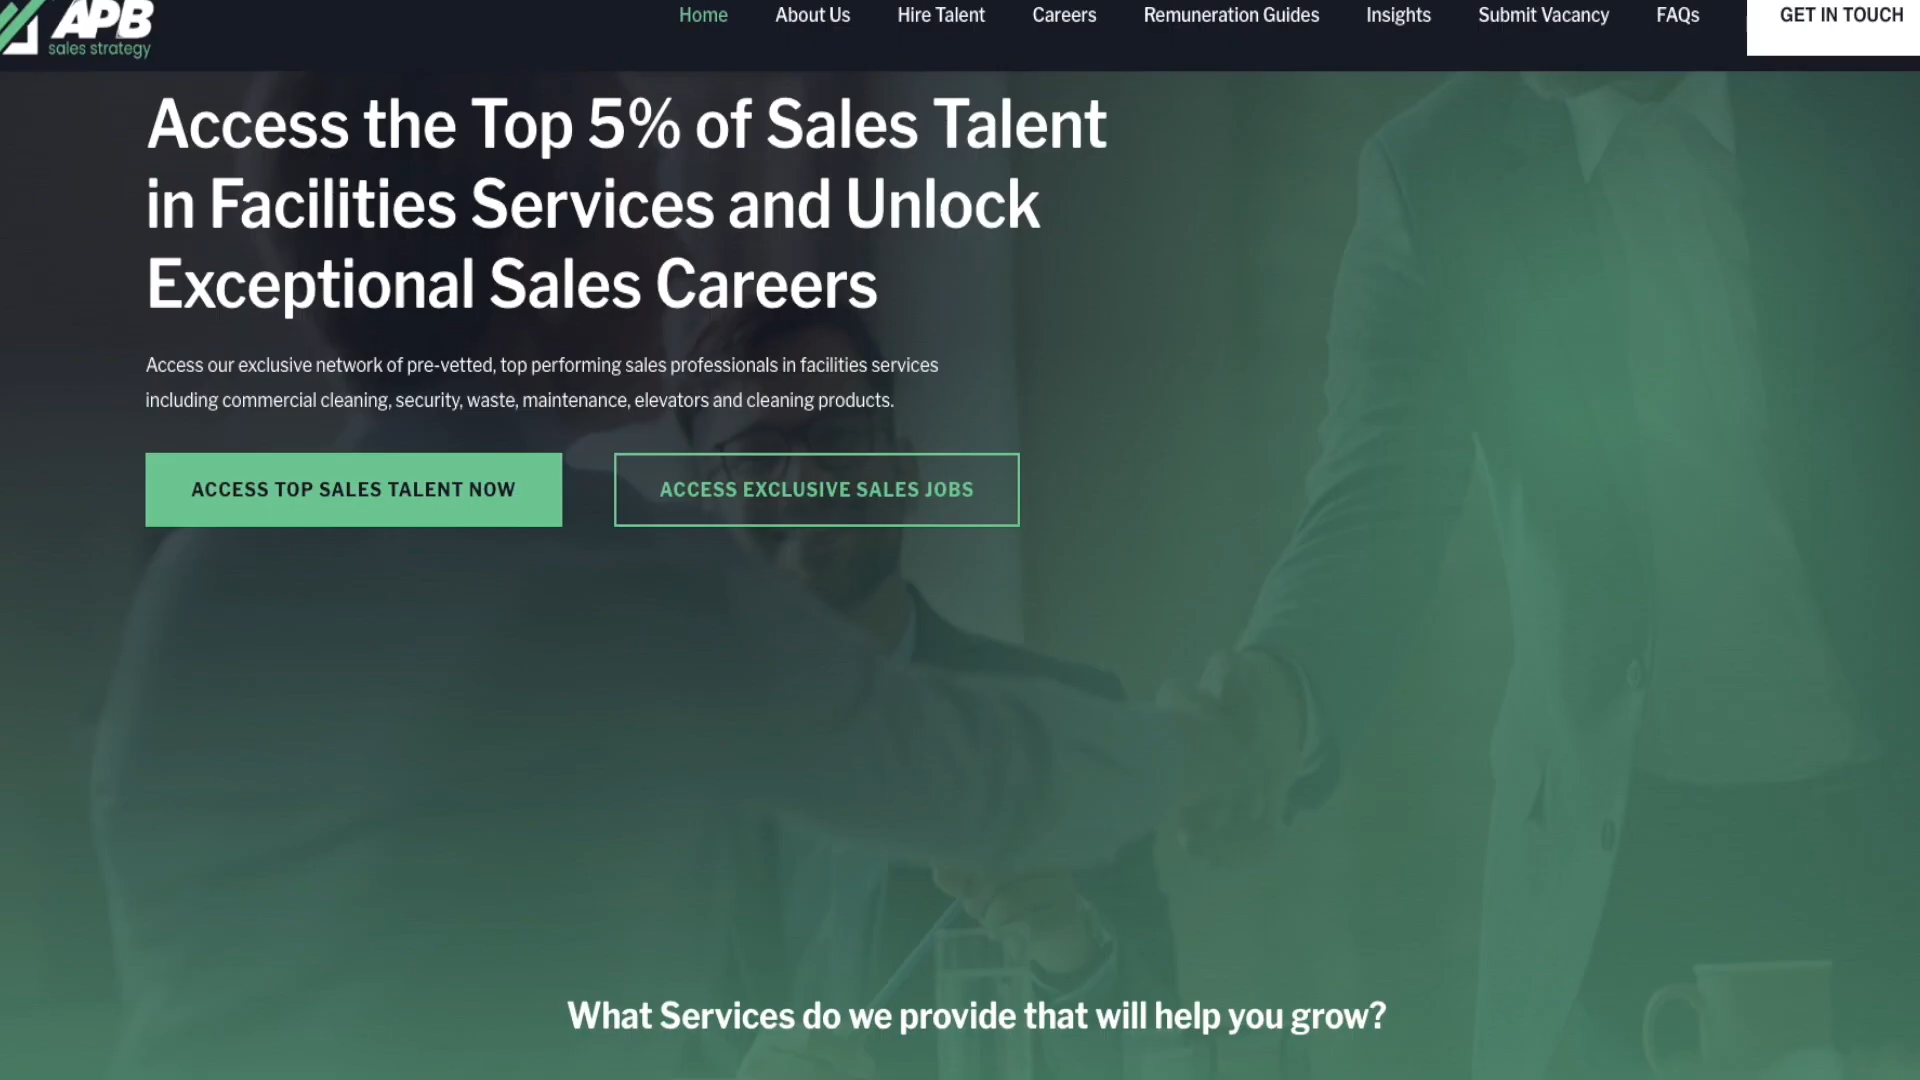 APB
sales strategy
Home
About Us
Hire Talent
Careers
Remuneration Guides
Insights
Submit Vacancy
FAQs
GET IN TOUCH
Access the Top 5% of Sales Talent
in Facilities Services and Unlock
Exceptional Sales Careers
Access our exclusive network of pre-vetted, top performing sales professionals in facilities services
including commercial cleaning, security, waste, maintenance, elevators and cleaning products.
ACCESS TOP SALES TALENT NOW
ACCESS EXCLUSIVE SALES JOBS
What Services do we provide that will help you grow?